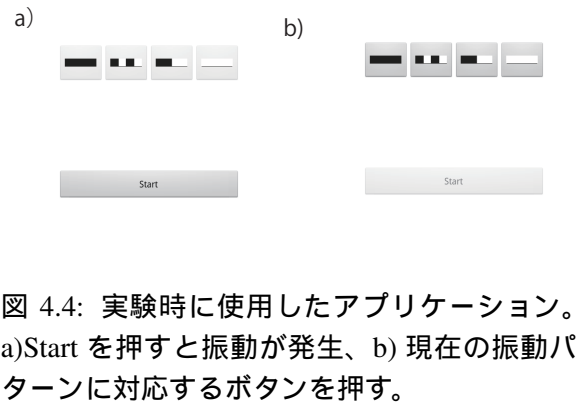 a)
b)
Start
Start
図 4.4: 実験時に使用したアプリケーション。
a)Start を押すと振動が発生、b) 現在の振動パ
ターンに対応するボタンを押す。